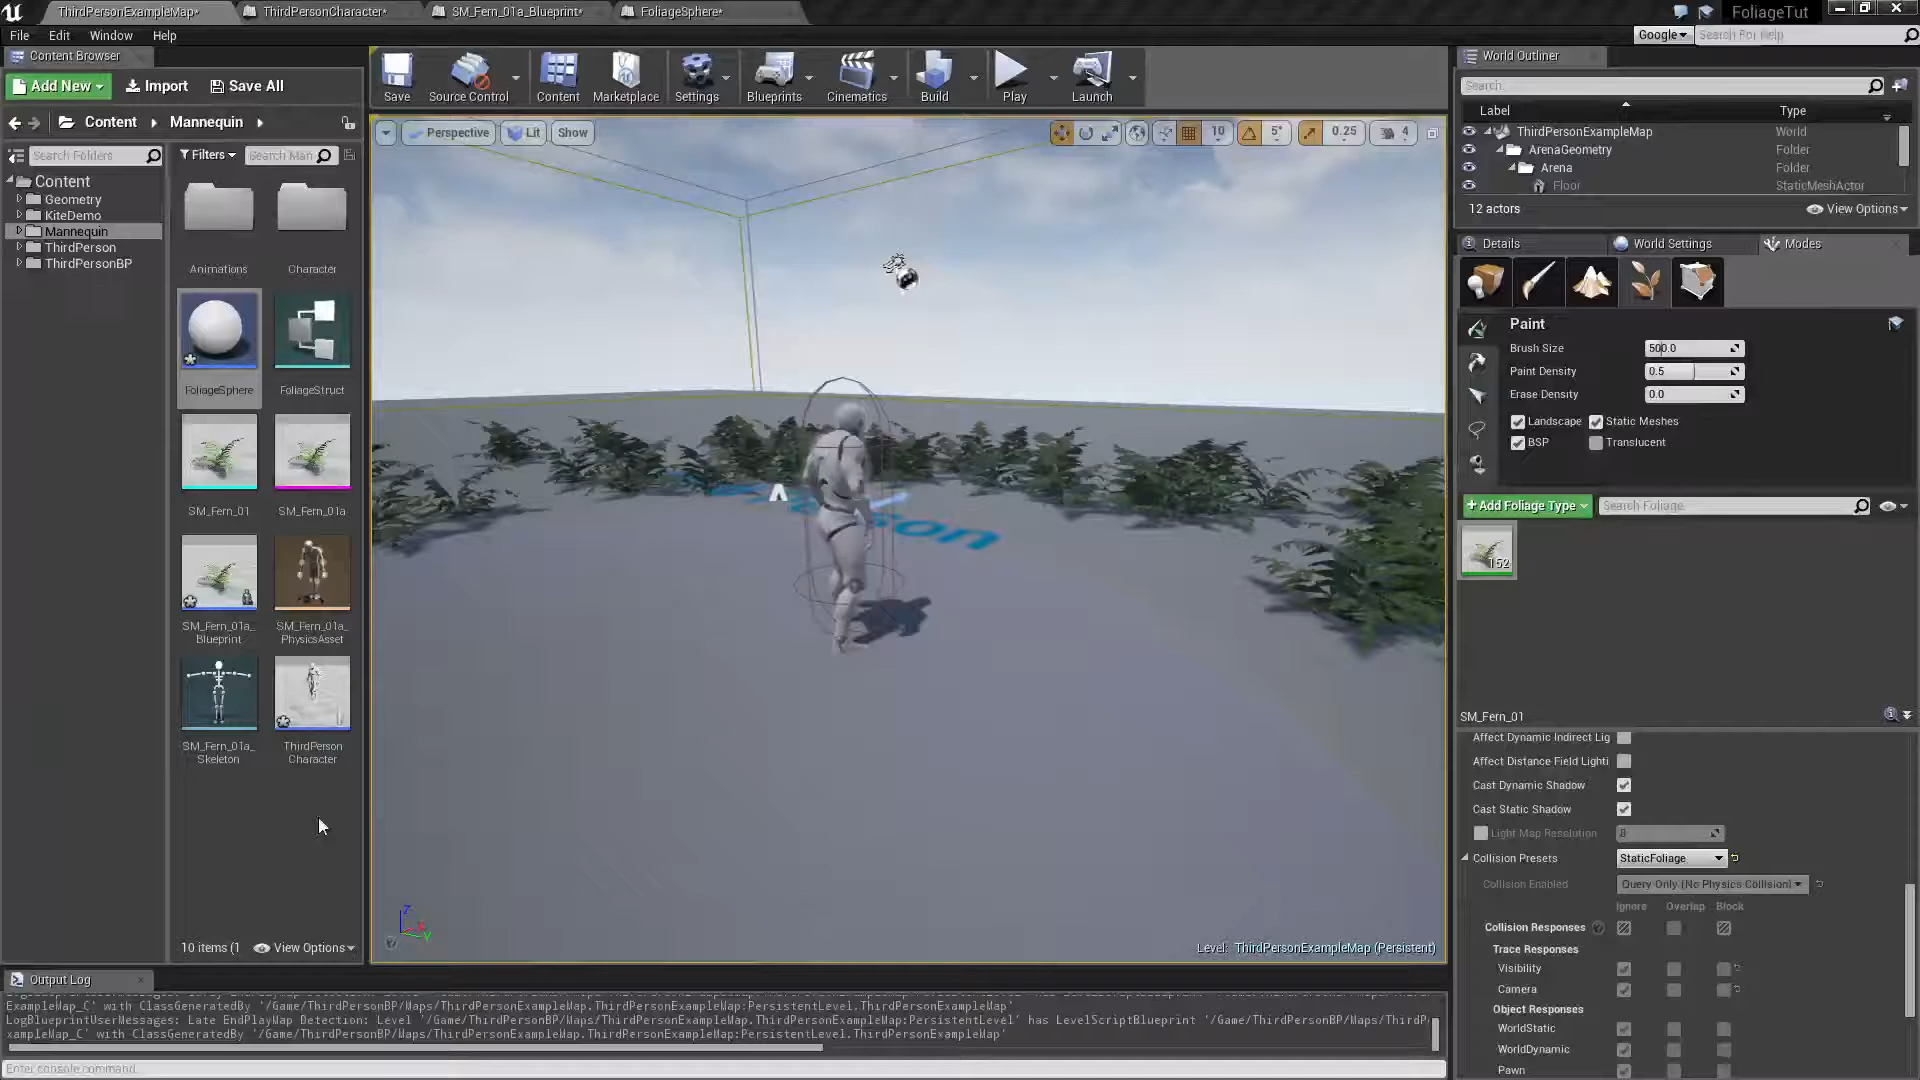 ThirdPersonExampleMap*
ThirdPersonCharacter*
SM_Fern_01a_Blueprint*
FoliageSphere*
FoliageTut
File Edit Window Help
Google
Search For Help
Content Browser
Add New
Import
Save All
Content
Mannequin
Search Folders
Filters
Search Man
Content
Geometry
KiteDemo
Mannequin
ThirdPerson
ThirdPersonBP
Animations
Character
FoliageSphere
FoliageStruct
SM_Fern_01
SM_Fern_01a
SM_Fern_01a_
Blueprint
SM_Fern_01a_
PhysicsAsset
SM_Fern_01a_
Skeleton
ThirdPerson
Character
10 items (1
View Options
Save
Source Control
Content
Marketplace
Settings
Blueprints
Cinematics
Build
Play
Launch
Perspective
Lit
Show
10
5°
0.25
4
Level: ThirdPersonExampleMap (Persistent)
World Outliner
Search
Label
Type
ThirdPersonExampleMap World
ArenaGeometry Folder
Arena Folder
Floor StaticMeshActor
12 actors
View Options
Details
World Settings
Modes
Paint
Brush Size 500.0
Paint Density 0.5
Erase Density 0.0
Landscape Static Meshes
BSP Translucent
+Add Foliage Type
Search Foliage
152
SM_Fern_01
Affect Dynamic Indirect Lig
Affect Distance Field Lighti
Cast Dynamic Shadow
Cast Static Shadow
Light Map Resolution 8
Collision Presets StaticFoliage
Collision Enabled Query Only (No Physics Collision)
Ignore Overlap Block
Collision Responses
Trace Responses
Visibility
Camera
Object Responses
WorldStatic
WorldDynamic
Pawn
Output Log
ExampleMap_C' with ClassGeneratedBy '/Game/ThirdPersonBP/Maps/ThirdPersonExampleMap.ThirdPersonExampleMap:PersistentLevel.ThirdPersonExampleMap'
LogBlueprintUserMessages: Late EndPlayMap Detection: Level '/Game/ThirdPersonBP/Maps/ThirdPersonExampleMap.ThirdPersonExampleMap:PersistentLevel' has LevelScriptBlueprint '/Game/ThirdPersonBP/Maps/ThirdP
xampleMap_C' with ClassGeneratedBy '/Game/ThirdPersonBP/Maps/ThirdPersonExampleMap.ThirdPersonExampleMap:PersistentLevel.ThirdPersonExampleMap'
Enter console command